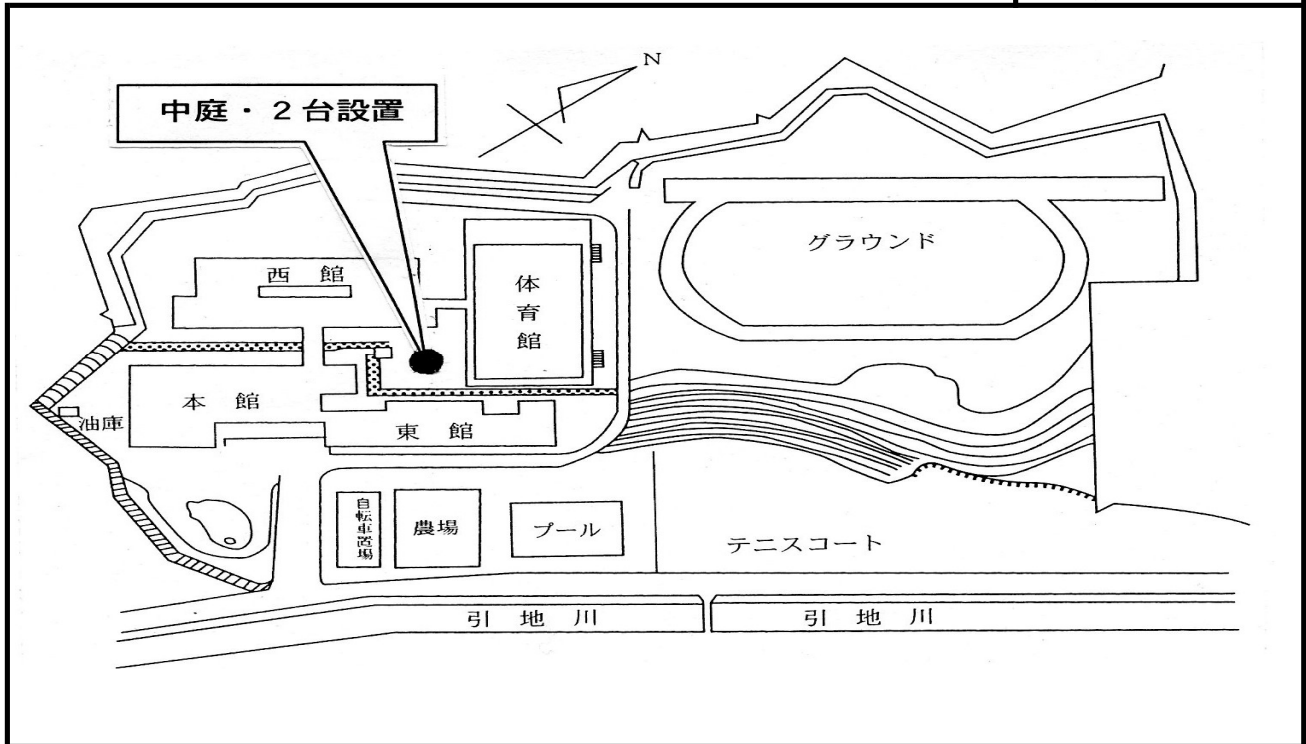 N
中庭・２台設置
グラウンド
西館
体育館
本館
油庫
東館
自転車置場
農場
プール
テニスコート
引地川
引地川